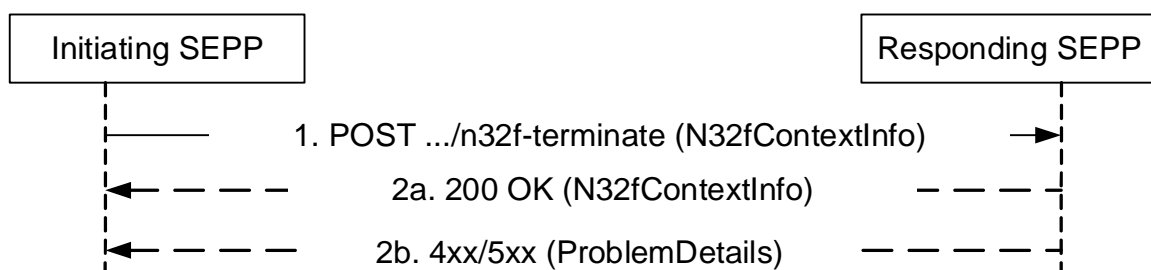 Initiating SEPP
Responding SEPP
1. POST .../n32f-terminate (N32fContextInfo)
2a. 200 OK (N32fContextInfo)
2b. 4xx/5xx (ProblemDetails)